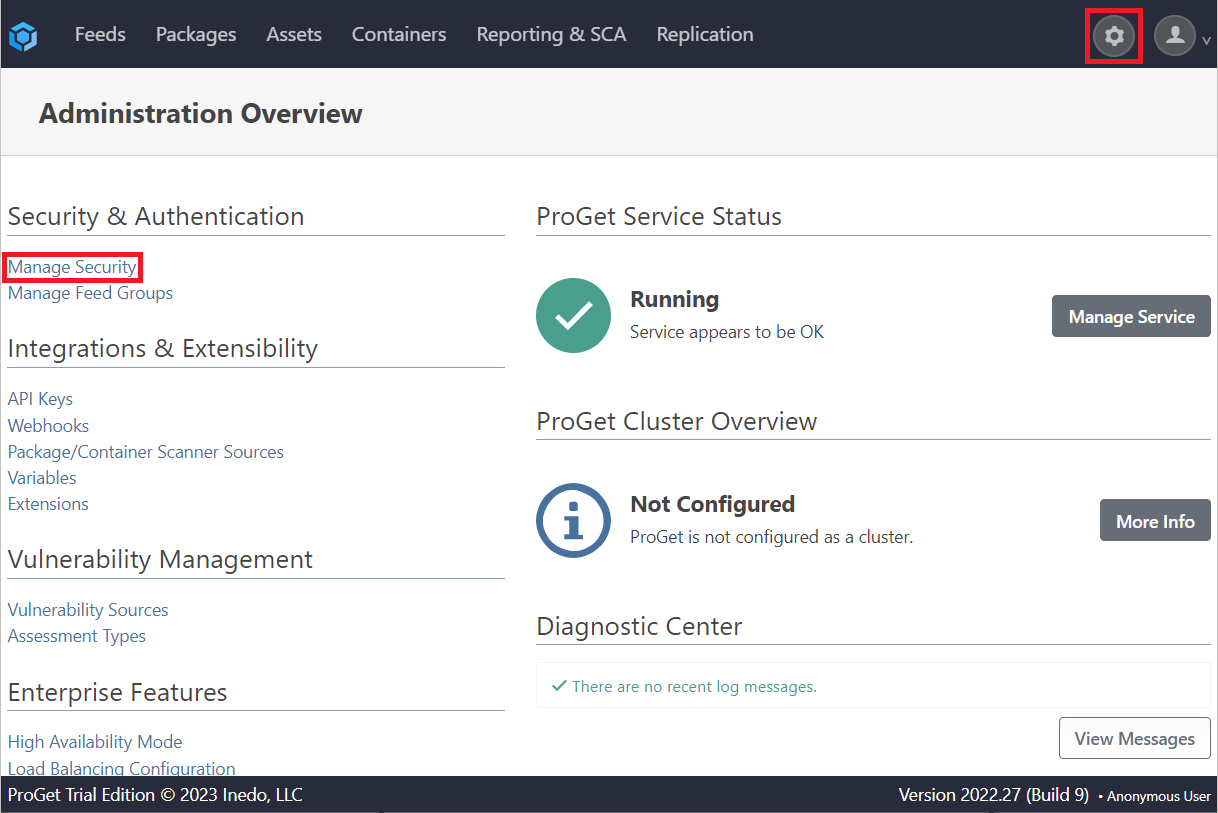 Feeds Packages Assets Containers Reporting & SCA Replication
Administration Overview
Security & Authentication
Manage Security
Manage Feed Groups
Integrations & Extensibility
API Keys
Webhooks
Package/Container Scanner Sources
Variables
Extensions
Vulnerability Management
Vulnerability Sources
Assessment Types
Enterprise Features
High Availability Mode
Load Balancing Configuration
ProGet Service Status
Running
Service appears to be OK
Manage Service
ProGet Cluster Overview
Not Configured
ProGet is not configured as a cluster.
More Info
Diagnostic Center
There are no recent log messages.
View Messages
ProGet Trial Edition © 2023 Inedo, LLC
Version 2022.27 (Build 9) • Anonymous User